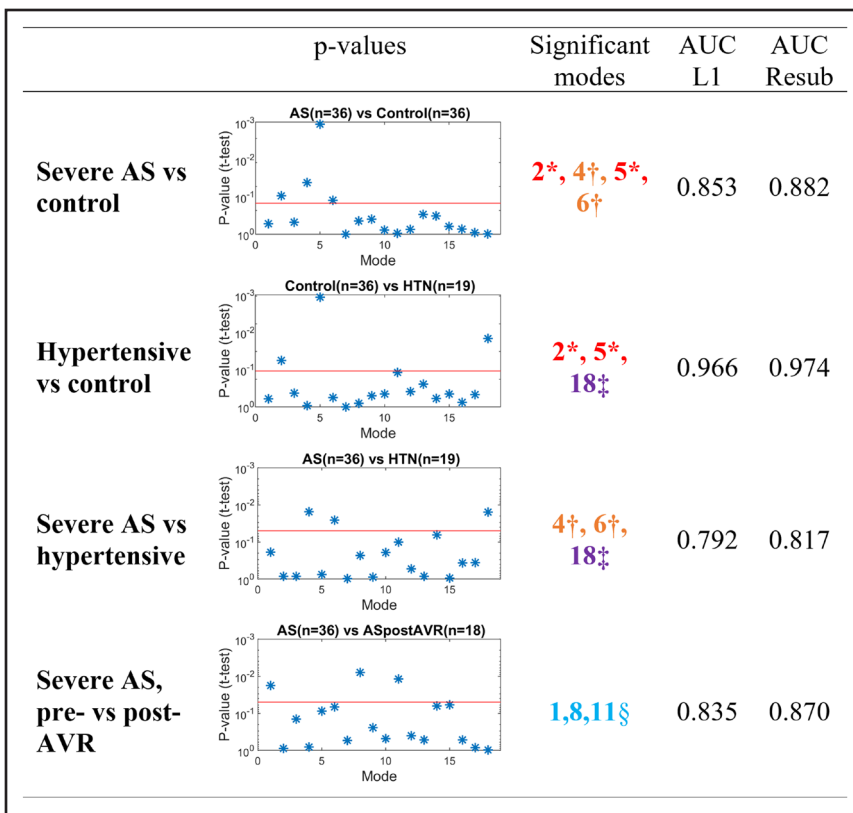 p-values Significant modes AUC L1 AUC Resub
Severe AS vs control
AS(n=36) vs Control(n=36)
P-value (t-test)
10⁻³
10⁻²
10⁻¹
10⁰
0 5 10 15
Mode
2*, 4†, 5*,
6†
0.853 0.882
Hypertensive vs control
Control(n=36) vs HTN(n=19)
P-value (t-test)
10⁻³
10⁻²
10⁻¹
10⁰
0 5 10 15
Mode
2*, 5*,
18‡
0.966 0.974
Severe AS vs hypertensive
AS(n=36) vs HTN(n=19)
P-value (t-test)
10⁻³
10⁻²
10⁻¹
10⁰
0 5 10 15
Mode
4†, 6†,
18‡
0.792 0.817
Severe AS, pre- vs post-AVR
AS(n=36) vs ASpostAVR(n=18)
P-value (t-test)
10⁻³
10⁻²
10⁻¹
10⁰
0 5 10 15
Mode
1,8,11§
0.835 0.870